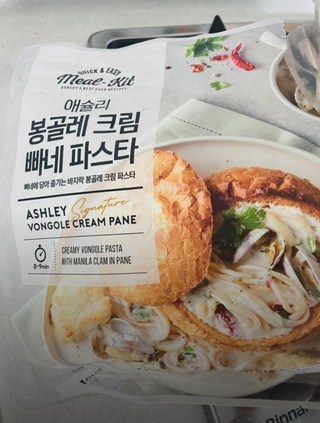 QUICK & EASY
Meal-Kit
ASHLEY'S BEST EVER RECIPES
애슐리
봉골레 크림
빠네 파스타
빠네에 담아 즐기는 바지락 봉골레 크림 파스타
ASHLEY Signature
VONGOLE CREAM PANE
8-9min
CREAMY VONGOLE PASTA
WITH MANILA CLAM IN PANE
Rinnai